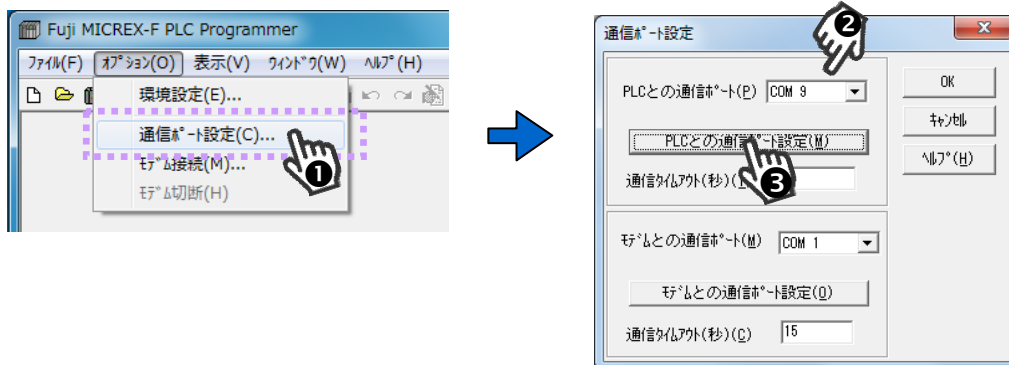 Fuji MICREX-F PLC Programmer
ﾌｧｲﾙ(F) ｵﾌﾟｼｮﾝ(O) 表示(V) ｳｨﾝﾄﾞｳ(W) ﾍﾙﾌﾟ(H)
環境設定(E)...
通信ﾎﾟｰﾄ設定(C)...
ﾓﾃﾞﾑ接続(M)...
ﾓﾃﾞﾑ切断(H)
❶
通信ﾎﾟｰﾄ設定
❷
PLCとの通信ﾎﾟｰﾄ(P) COM 9
OK
PLCとの通信ﾎﾟｰﾄ設定(M)
ｷｬﾝｾﾙ
❸
ﾍﾙﾌﾟ(H)
通信ﾀｲﾑｱｳﾄ(秒)
ﾓﾃﾞﾑとの通信ﾎﾟｰﾄ(M) COM 1
ﾓﾃﾞﾑとの通信ﾎﾟｰﾄ設定(O)
通信ﾀｲﾑｱｳﾄ(秒)(C) 15